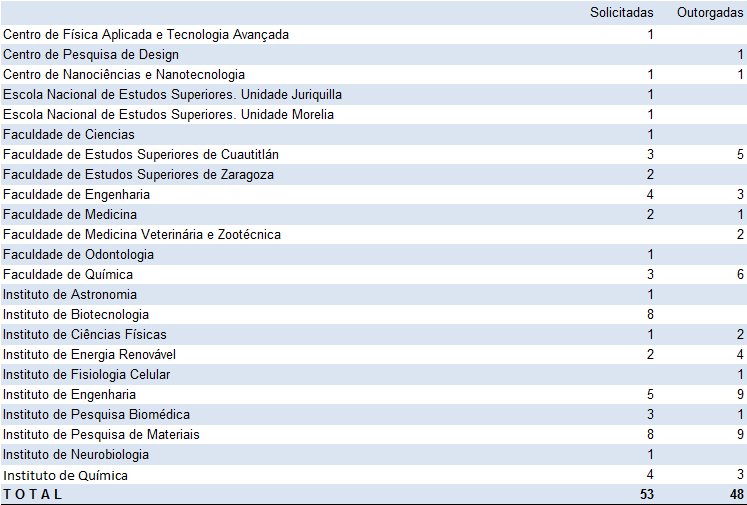 Solicitadas Outorgadas
Centro de Física Aplicada e Tecnologia Avançada 1
Centro de Pesquisa de Design 1
Centro de Nanociências e Nanotecnologia 1 1
Escola Nacional de Estudos Superiores. Unidade Juriquilla 1
Escola Nacional de Estudos Superiores. Unidade Morelia 1
Faculdade de Ciencias 1
Faculdade de Estudos Superiores de Cuautitlán 3 5
Faculdade de Estudos Superiores de Zaragoza 2
Faculdade de Engenharia 4 3
Faculdade de Medicina 2 1
Faculdade de Medicina Veterinária e Zootécnica 2
Faculdade de Odontologia 1
Faculdade de Química 3 6
Instituto de Astronomia 1
Instituto de Biotecnologia 8
Instituto de Ciências Físicas 1 2
Instituto de Energia Renovável 2 4
Instituto de Fisiologia Celular 1
Instituto de Engenharia 5 9
Instituto de Pesquisa Biomédica 3 1
Instituto de Pesquisa de Materiais 8 9
Instituto de Neurobiologia 1
Instituto de Química 4 3
T O T A L 53 48